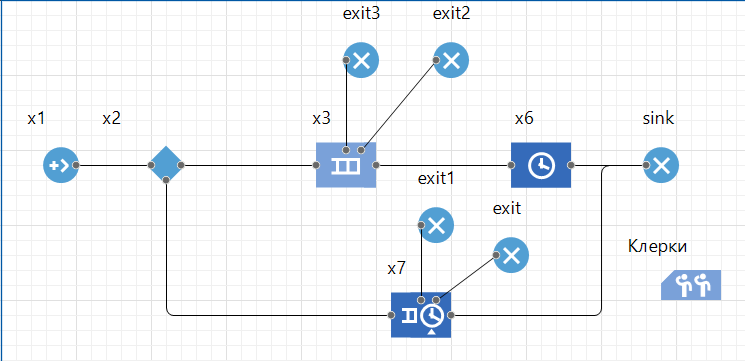 exit3
exit2
x1
x2
x3
x6
sink
exit1
exit
Клерки
x7